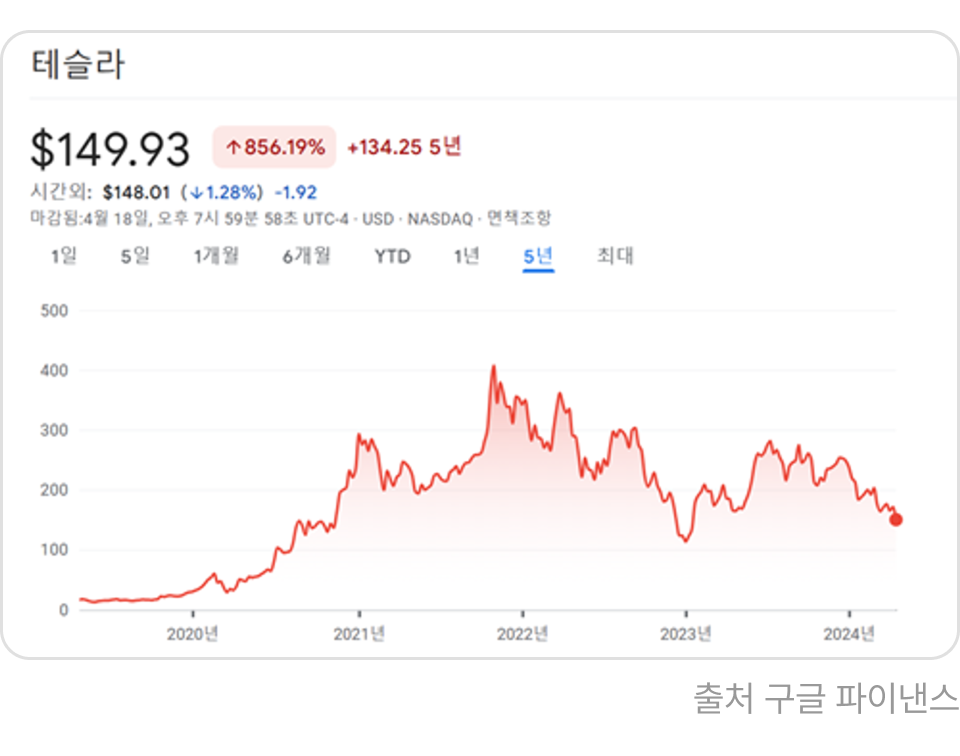 테슬라
$149.93 ↑856.19% +134.25 5년
시간외: $148.01 (↓1.28%) -1.92
마감됨:4월 18일, 오후 7시 59분 58초 UTC-4 · USD · NASDAQ · 면책조항
1일 5일 1개월 6개월 YTD 1년 5년 최대
500
400
300
200
100
0
2020년 2021년 2022년 2023년 2024년
출처 구글 파이낸스